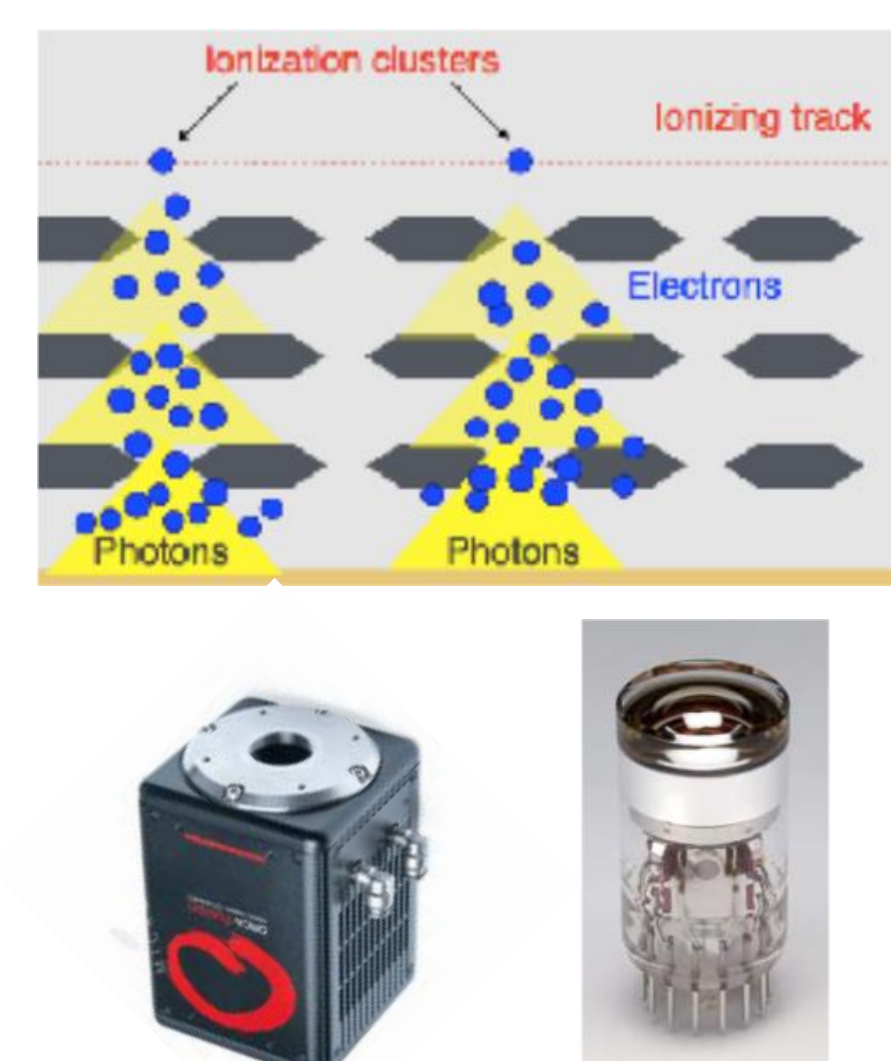 Ionization clusters
Ionizing track
Electrons
Photons
Photons